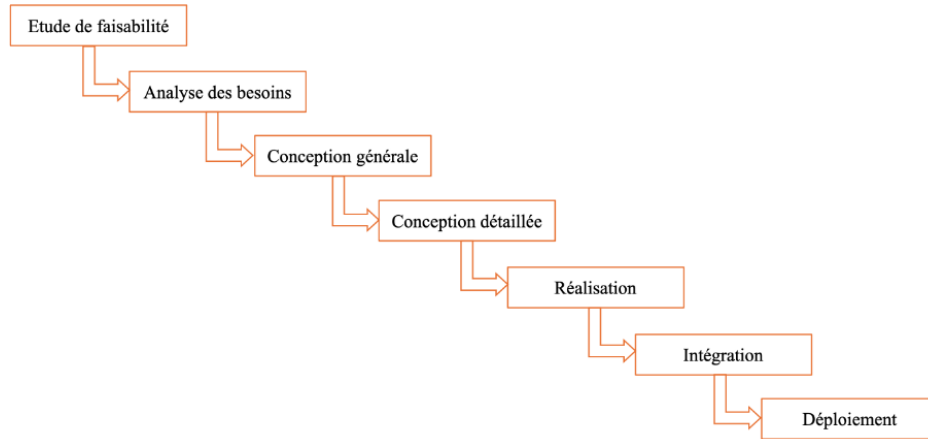 Etude de faisabilité
Analyse des besoins
Conception générale
Conception détaillée
Réalisation
Intégration
Déploiement